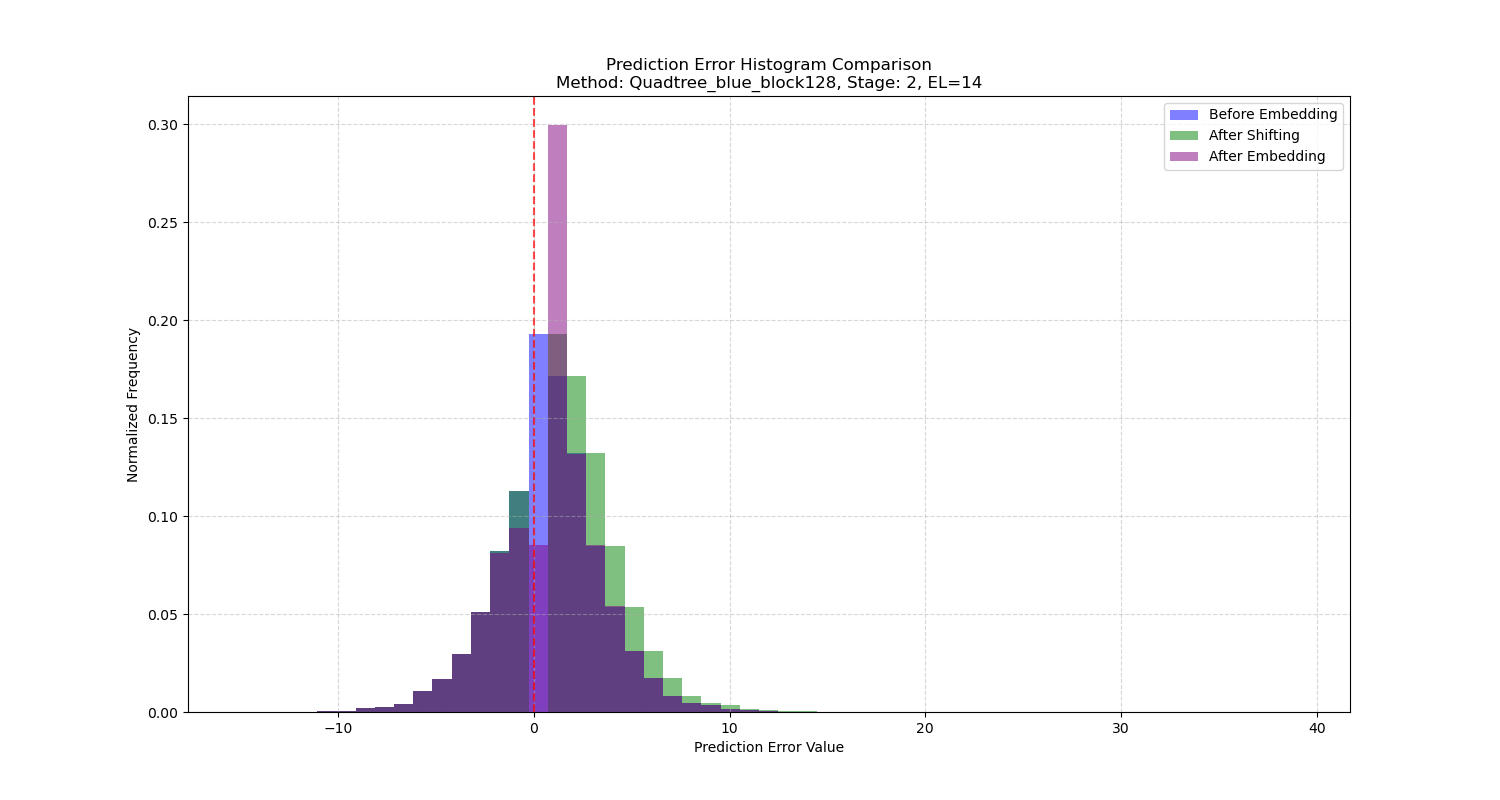 Prediction Error Histogram Comparison
Method: Quadtree_blue_block128, Stage: 2, EL=14
Before Embedding
After Shifting
After Embedding
Normalized Frequency
0.30
0.25
0.20
0.15
0.10
0.05
0.00
−10 0 10 20 30 40
Prediction Error Value